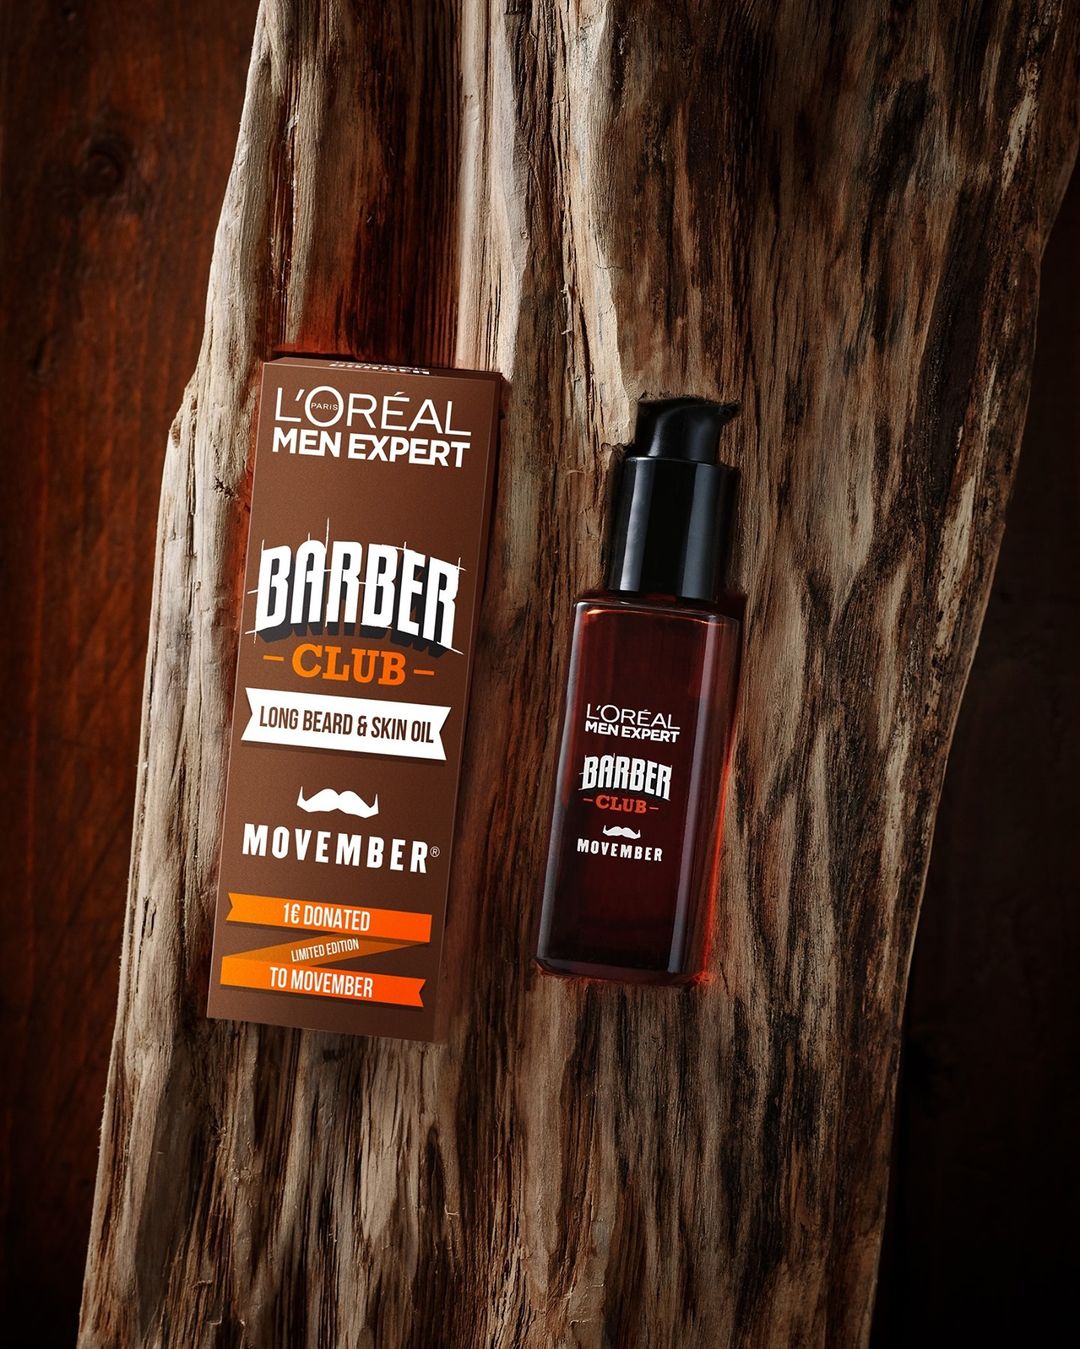 L'ORÉAL
PARIS
MEN EXPERT
BARBER
CLUB
LONG BEARD & SKIN OIL
MOVEMBER®
1€ DONATED
LIMITED EDITION
TO MOVEMBER
L'ORÉAL
MEN EXPERT
BARBER
CLUB
MOVEMBER